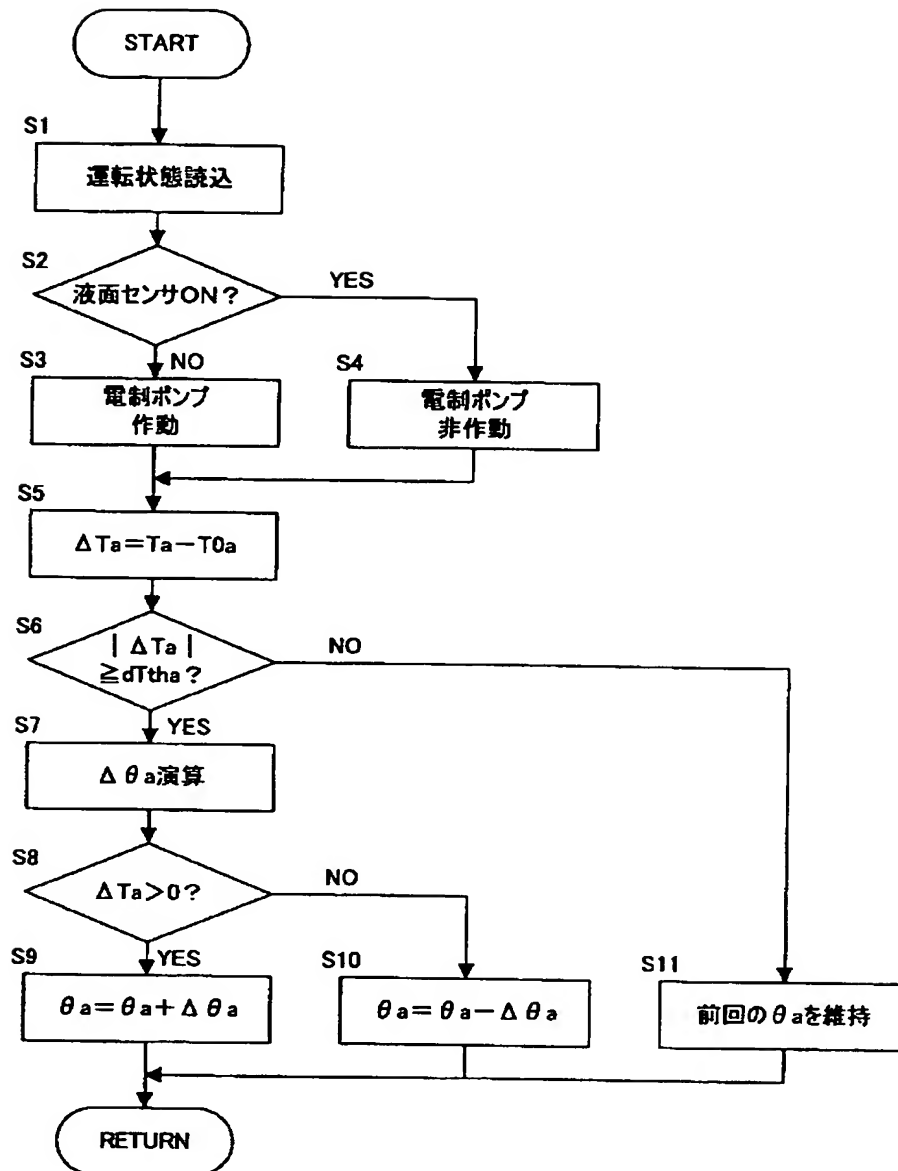 START
S1
運転状態読込
S2
液面センサON?
YES
NO
S3
電制ポンプ
作動
S4
電制ポンプ
非作動
S5
ΔTa=Ta-T0a
S6
|ΔTa|
≧dTtha?
NO
YES
S7
Δθa演算
S8
ΔTa>0?
NO
YES
S9
θa=θa+Δθa
S10
θa=θa-Δθa
S11
前回のθaを維持
RETURN